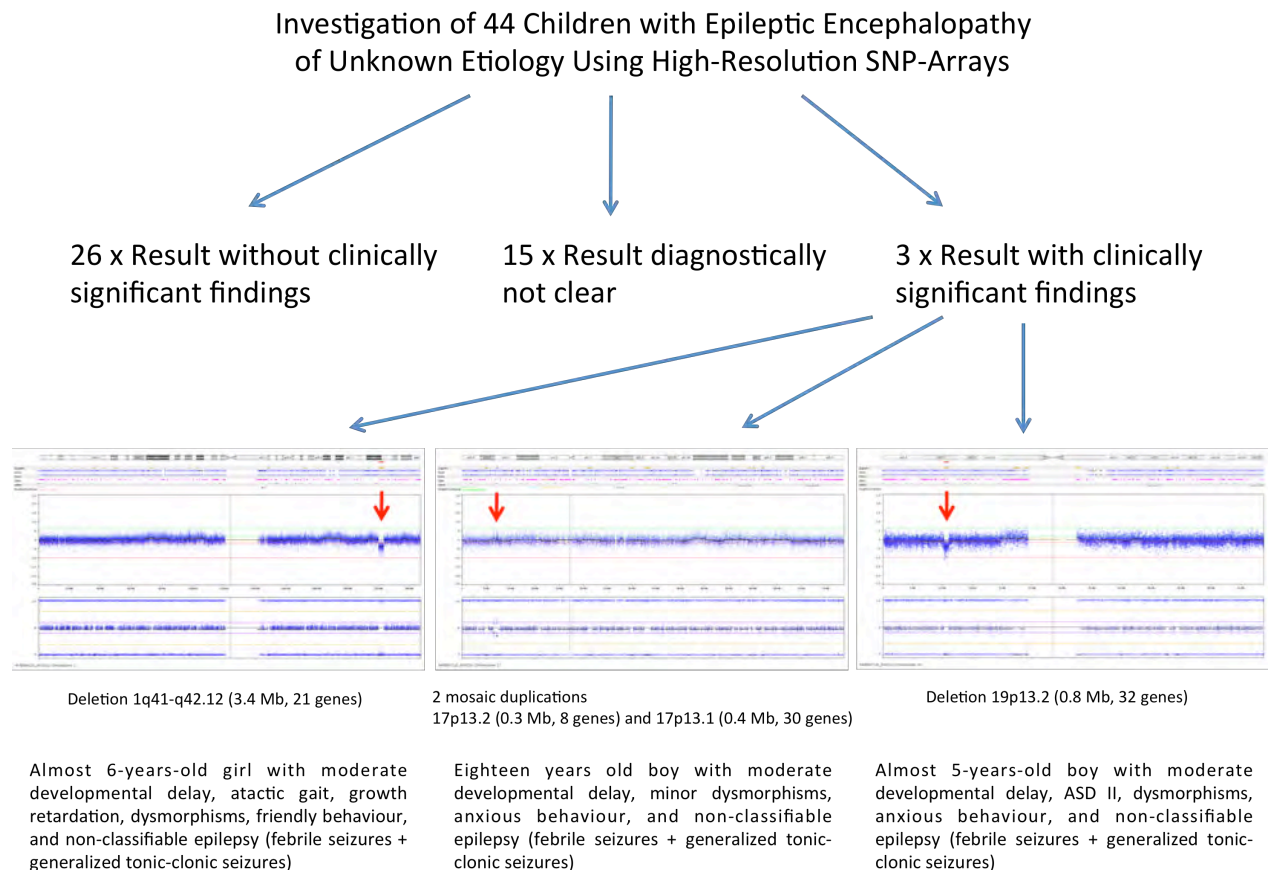 Investigation of 44 Children with Epileptic Encephalopathy
of Unknown Etiology Using High-Resolution SNP-Arrays
26 x Result without clinically
significant findings
15 x Result diagnostically
not clear
3 x Result with clinically
significant findings
Deletion 1q41-q42.12 (3.4 Mb, 21 genes)
2 mosaic duplications
17p13.2 (0.3 Mb, 8 genes) and 17p13.1 (0.4 Mb, 30 genes)
Deletion 19p13.2 (0.8 Mb, 32 genes)
Almost 6-years-old girl with moderate
developmental delay, atactic gait, growth
retardation, dysmorphisms, friendly behaviour,
and non-classifiable epilepsy (febrile seizures +
generalized tonic-clonic seizures)
Eighteen years old boy with moderate
developmental delay, minor dysmorphisms,
anxious behaviour, and non-classifiable
epilepsy (febrile seizures + generalized tonic-
clonic seizures)
Almost 5-years-old boy with moderate
developmental delay, ASD II, dysmorphisms,
anxious behaviour, and non-classifiable
epilepsy (febrile seizures + generalized tonic-
clonic seizures)